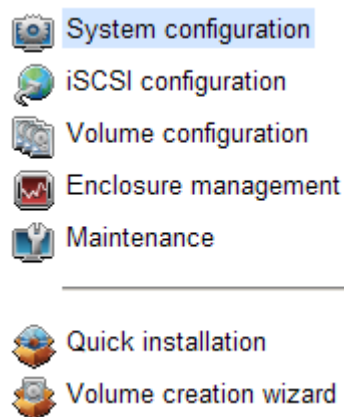 System configuration
iSCSI configuration
Volume configuration
Enclosure management
Maintenance
Quick installation
Volume creation wizard